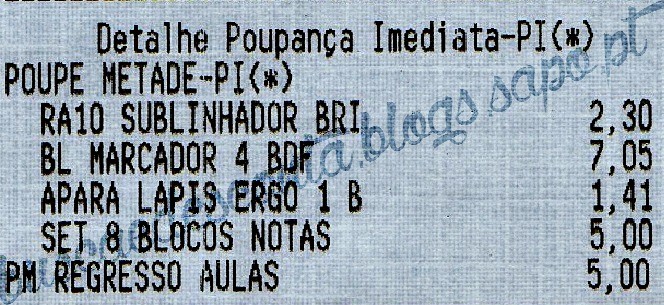 Detalhe Poupança Imediata-PI(*)
POUPE METADE-PI(*)
RA10 SUBLINHADOR BRI 2,30
BL MARCADOR 4 BDF 7,05
APARA LAPIS ERGO 1 B 1,41
SET 8 BLOCOS NOTAS 5,00
PM REGRESSO AULAS 5,00